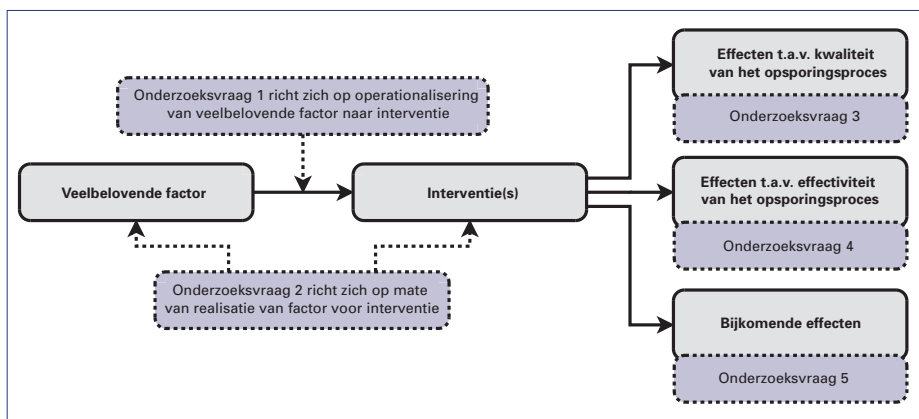 Onderzoeksvraag 1 richt zich op operationalisering
van veelbelovende factor naar interventie
Veelbelovende factor
Interventie(s)
Onderzoeksvraag 2 richt zich op mate
van realisatie van factor voor interventie
Effecten t.a.v. kwaliteit
van het opsporingsproces
Onderzoeksvraag 3
Effecten t.a.v. effectiviteit
van het opsporingsproces
Onderzoeksvraag 4
Bijkomende effecten
Onderzoeksvraag 5